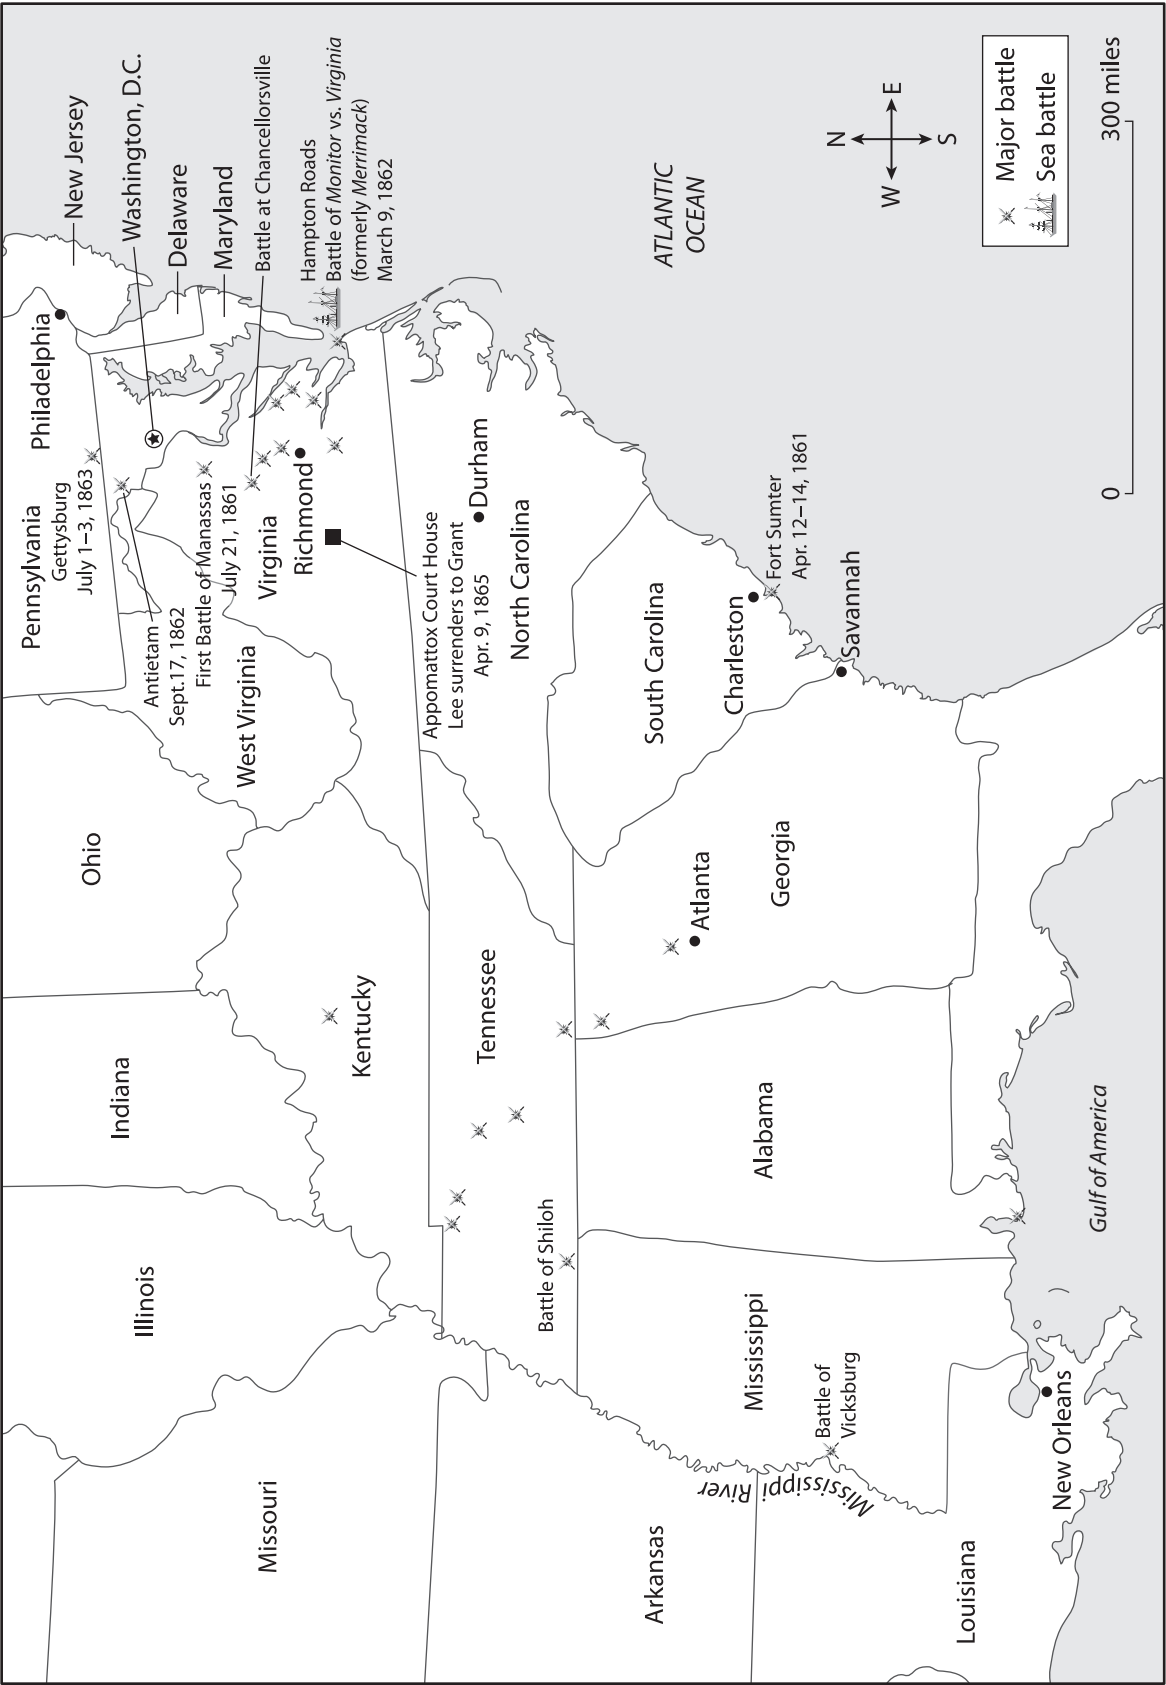 Pennsylvania
Gettysburg
July 1–3, 1863
Philadelphia
New Jersey
Washington, D.C.
Delaware
Maryland
Battle at Chancellorsville
Hampton Roads
Battle of Monitor vs. Virginia
(formerly Merrimack)
March 9, 1862
Ohio
Indiana
Illinois
Missouri
Antietam
Sept.17, 1862
First Battle of Manassas
July 21, 1861
West Virginia
Virginia
Richmond
Kentucky
Appomattox Court House
Lee surrenders to Grant
Apr. 9, 1865
Durham
North Carolina
Tennessee
Battle of Shiloh
South Carolina
Charleston
Fort Sumter
Apr. 12–14, 1861
Savannah
Atlanta
Georgia
Alabama
Mississippi
Battle of
Vicksburg
Mississippi River
Arkansas
Louisiana
New Orleans
Gulf of America
ATLANTIC
OCEAN
N
W
E
S
Major battle
Sea battle
0
300 miles